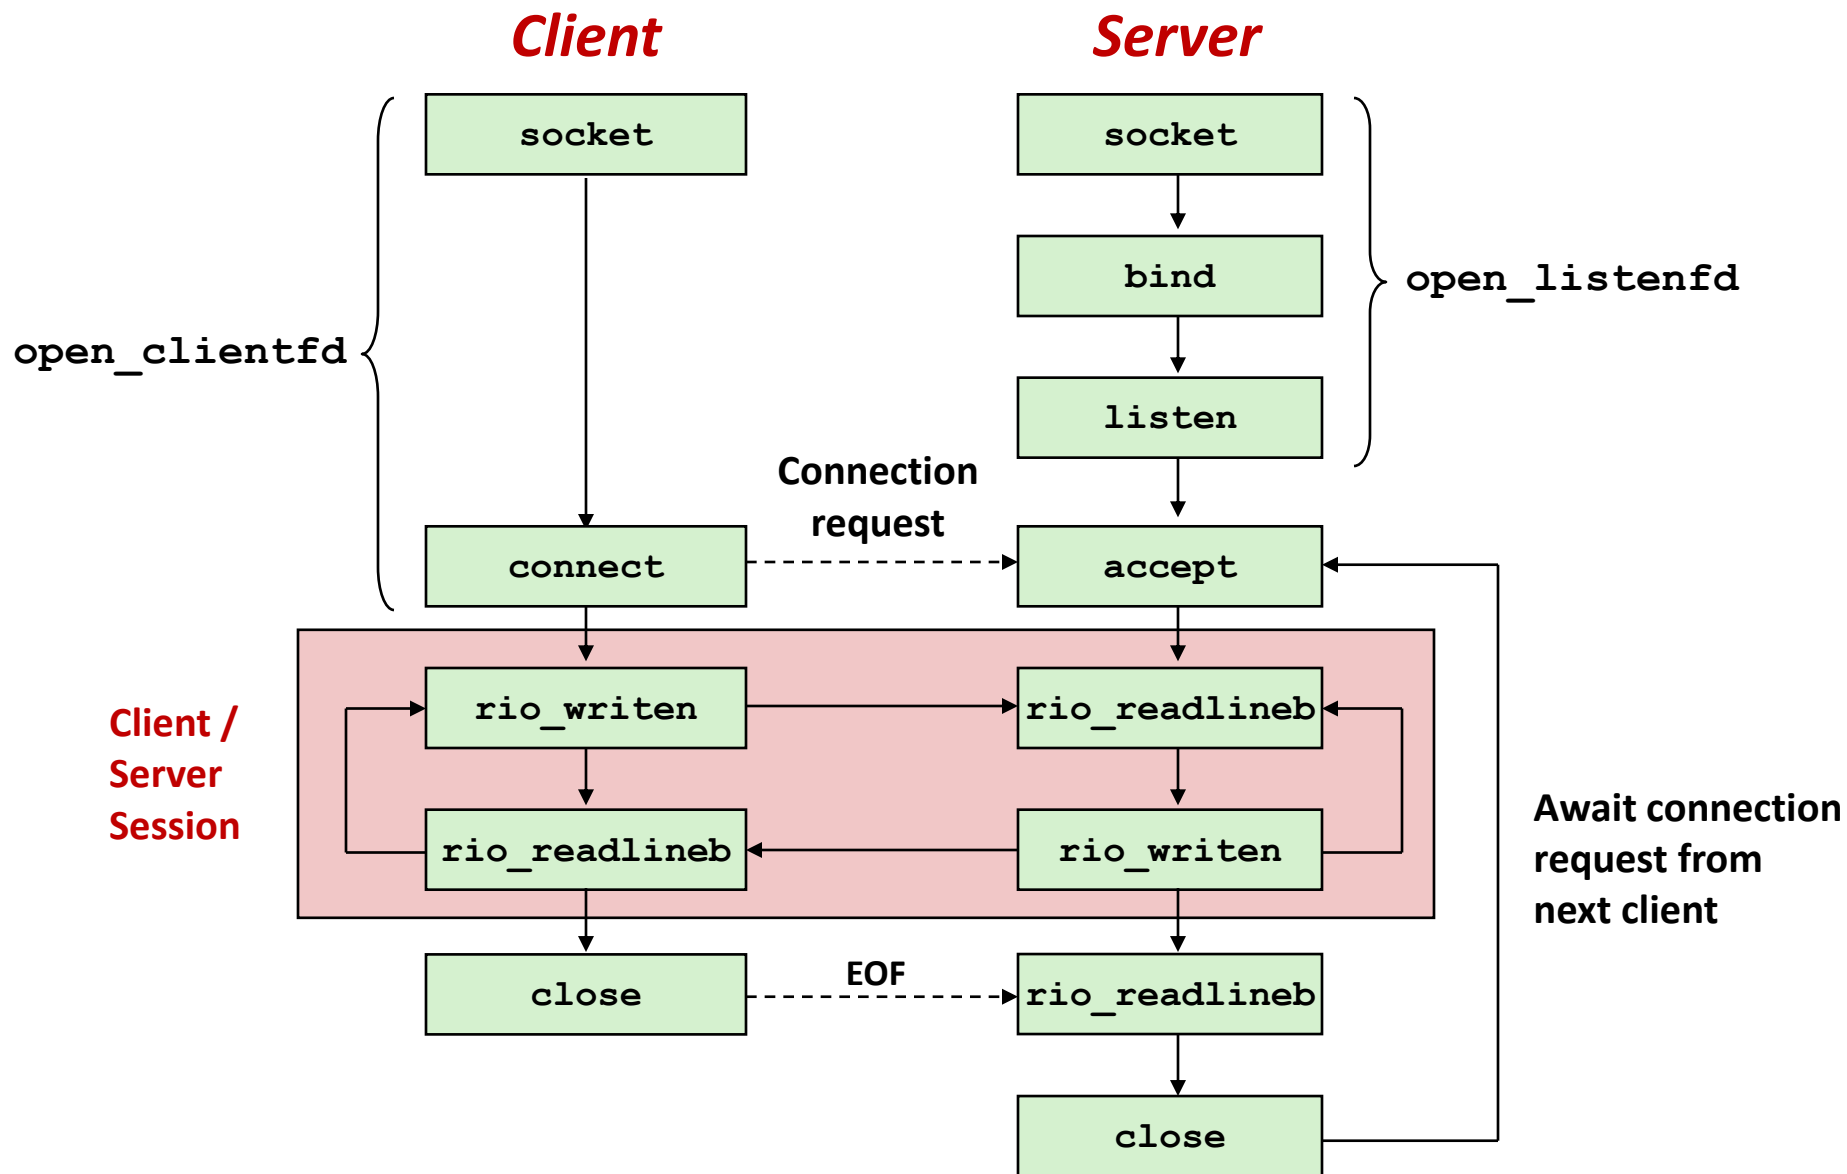 Client
Server
socket
socket
bind
open_listenfd
open_clientfd
listen
Connection
request
connect
accept
Client /
Server
Session
rio_writen
rio_readlineb
rio_readlineb
rio_writen
Await connection
request from
next client
close
EOF
rio_readlineb
close